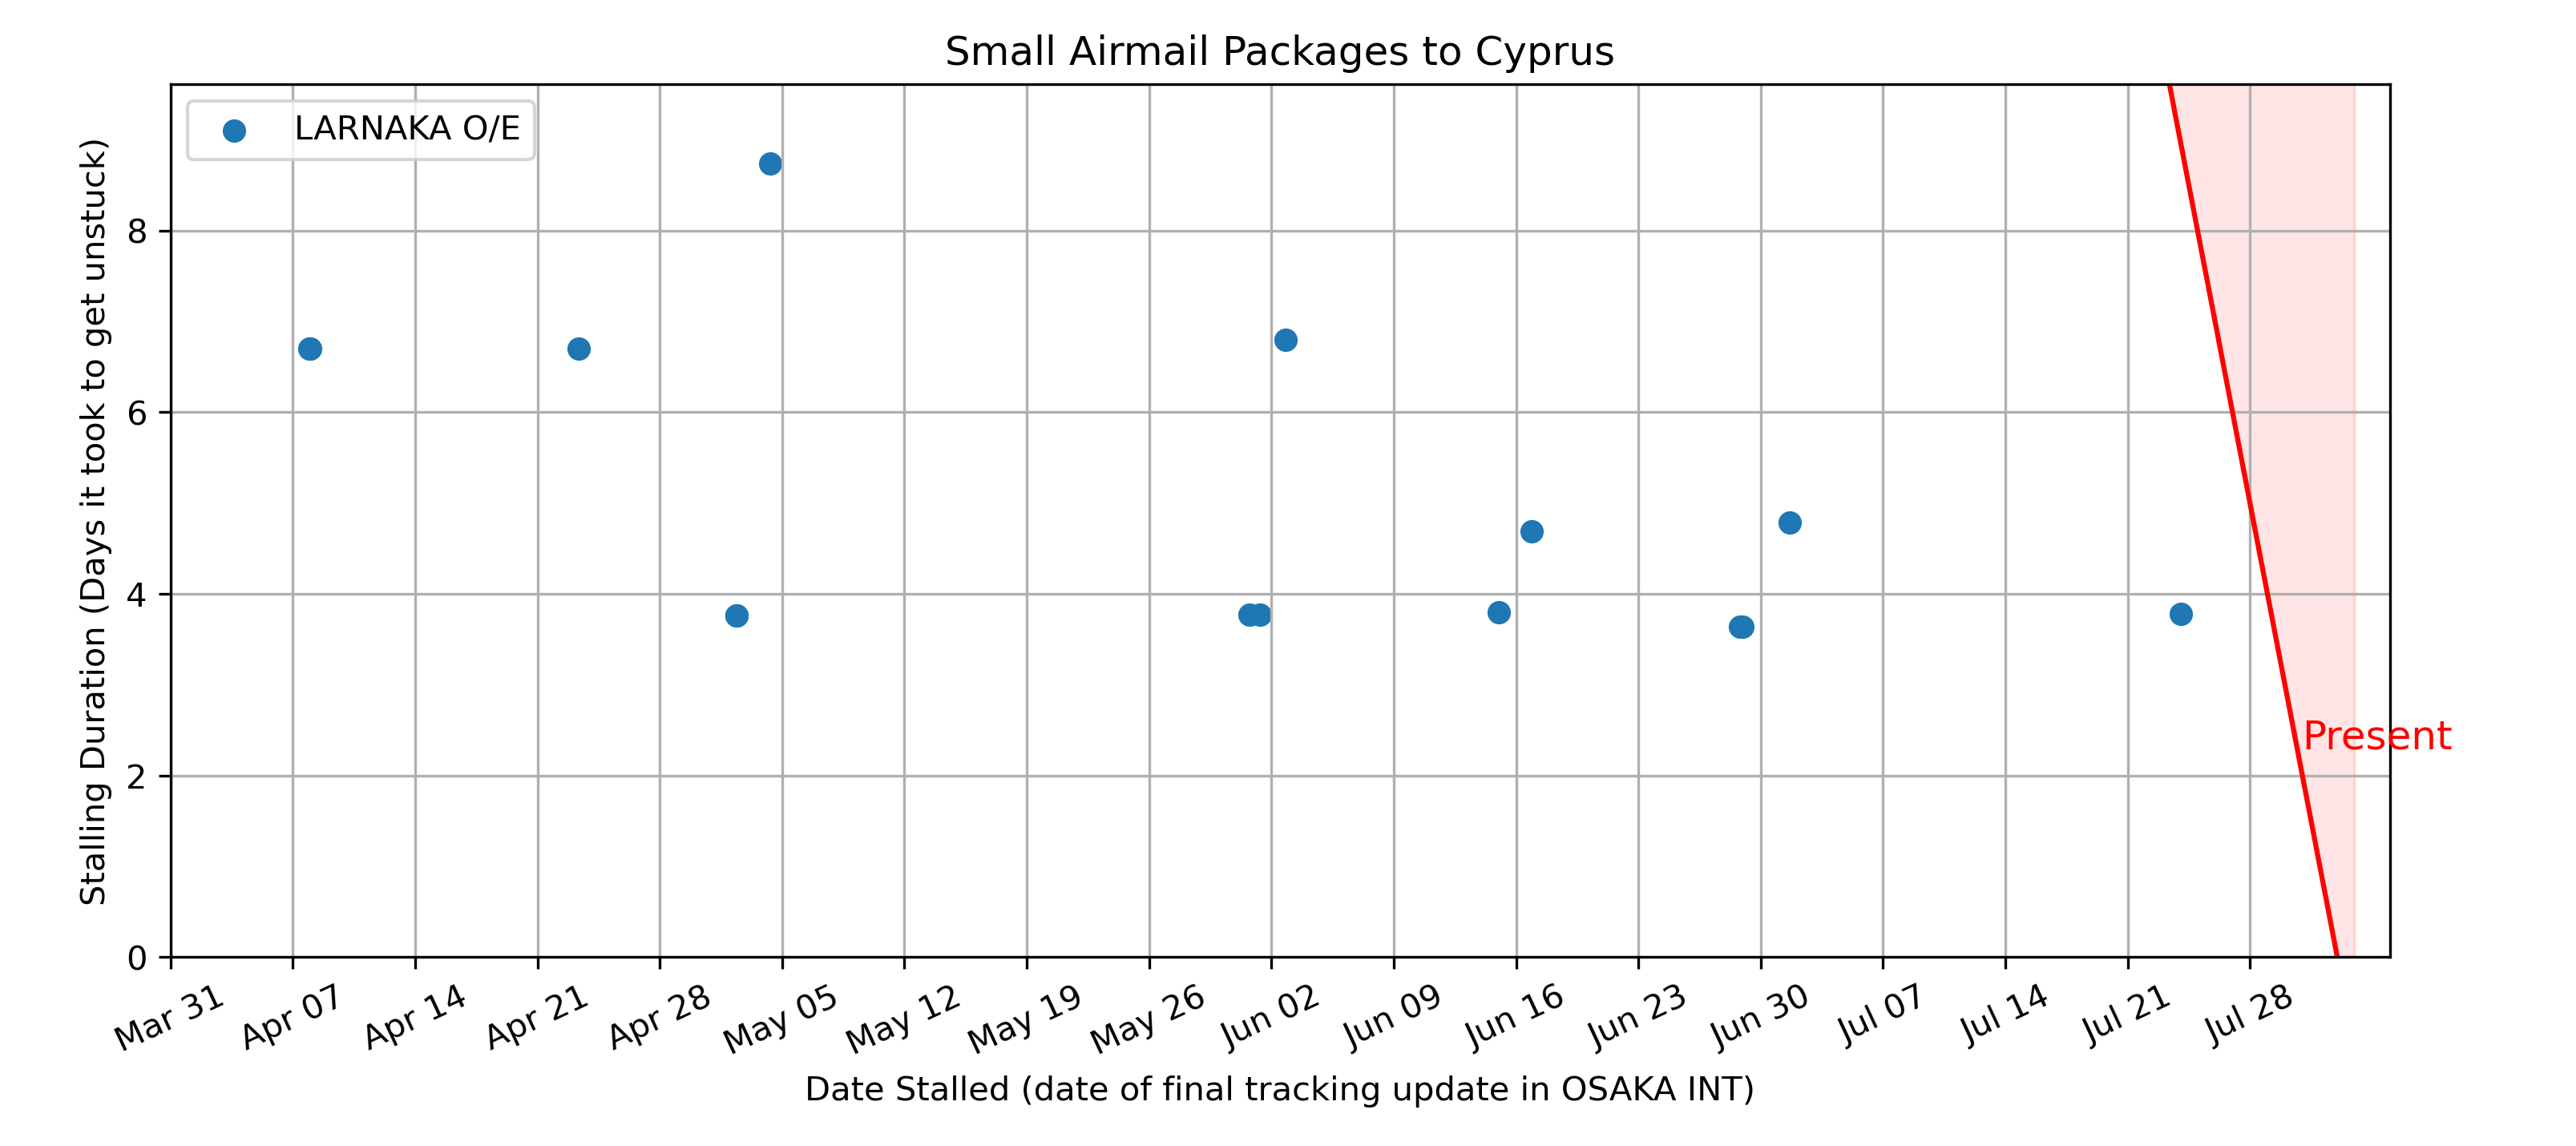 Small Airmail Packages to Cyprus
LARNAKA O/E
Stalling Duration (Days it took to get unstuck)
8
6
4
2
0
Present
Mar 31
Apr 07
Apr 14
Apr 21
Apr 28
May 05
May 12
May 19
May 26
Jun 02
Jun 09
Jun 16
Jun 23
Jun 30
Jul 07
Jul 14
Jul 21
Jul 28
Date Stalled (date of final tracking update in OSAKA INT)